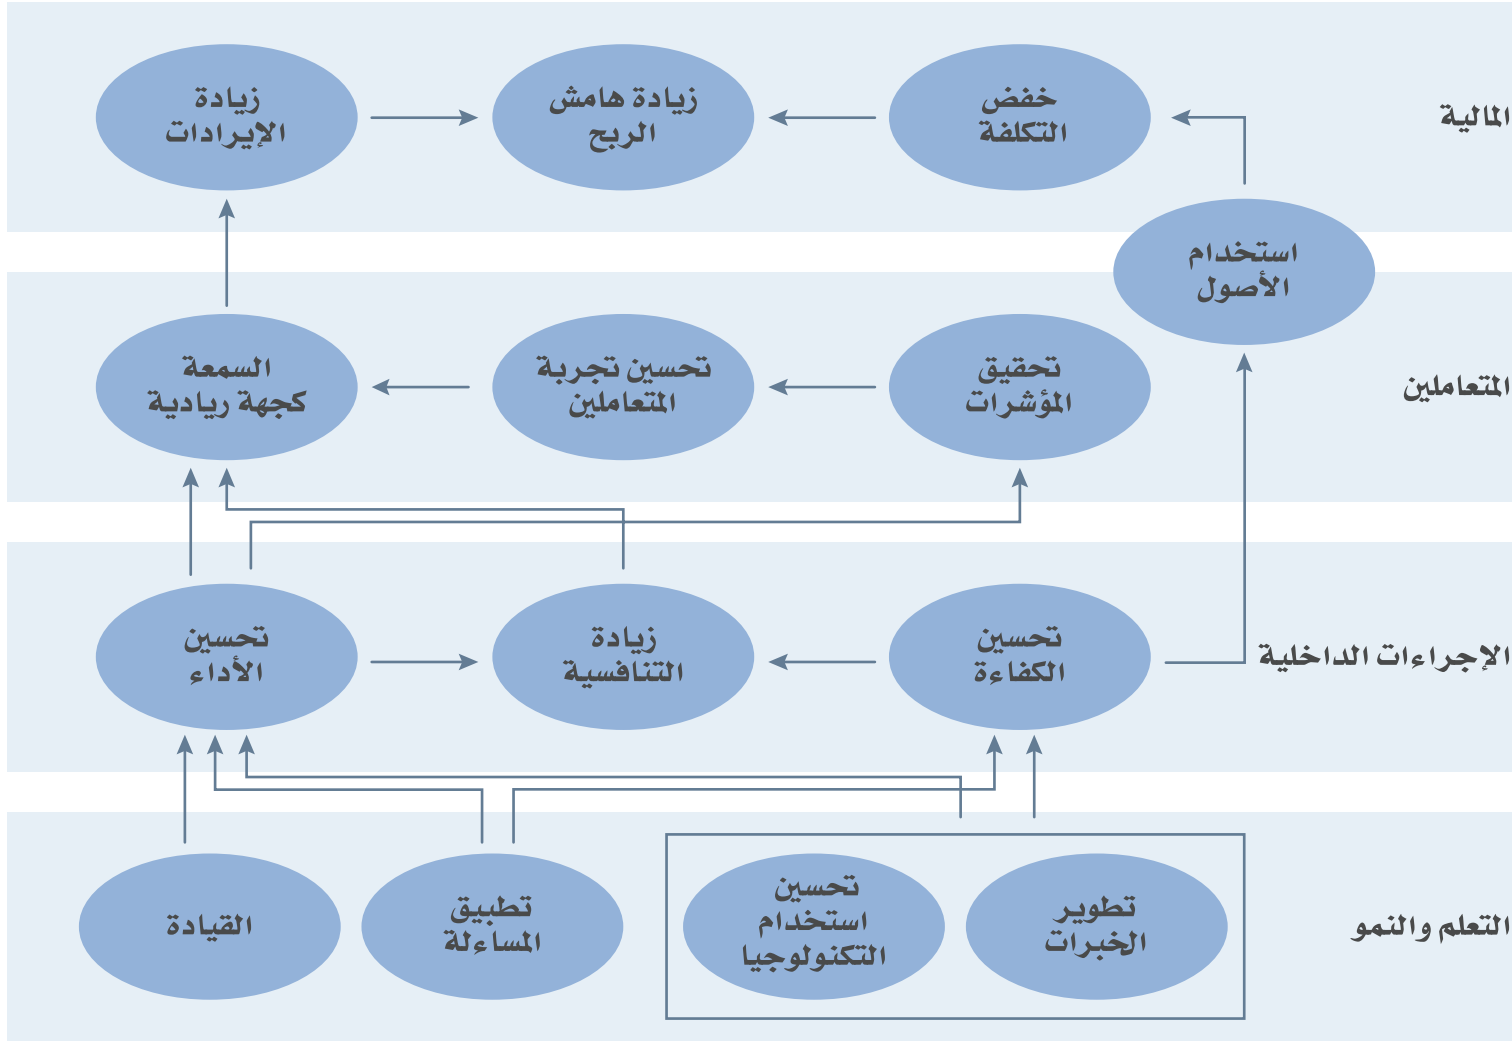 المالية
خفض
التكلفة
زيادة هامش
الربح
زيادة
الإيرادات
استخدام
الأصول
المتعاملين
تحقيق
المؤشرات
تحسين تجربة
المتعاملين
السمعة
كجهة ريادية
الإجراءات الداخلية
تحسين
الكفاءة
زيادة
التنافسية
تحسين
الأداء
التعلم والنمو
تطوير
الخبرات
تحسين
استخدام
التكنولوجيا
تطبيق
المساءلة
القيادة